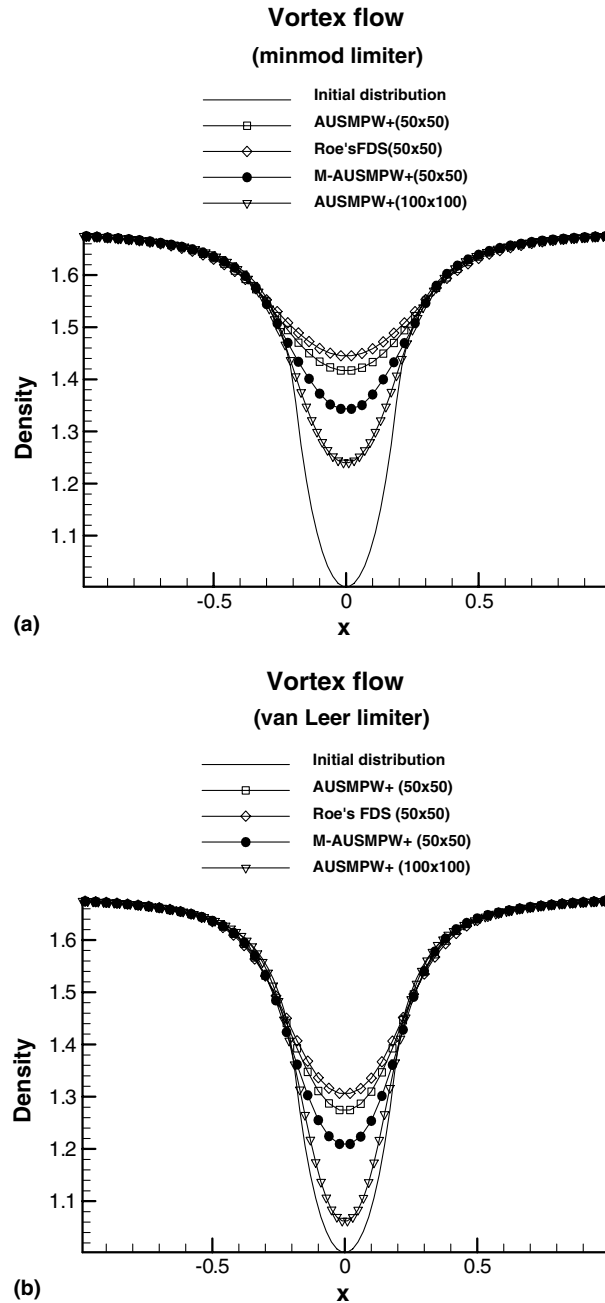 Vortex flow
(minmod limiter)
Initial distribution
AUSMPW+(50x50)
Roe'sFDS(50x50)
M-AUSMPW+(50x50)
AUSMPW+(100x100)
1.6
1.5
1.4
1.3
1.2
1.1
Density
-0.5
0
0.5
x
(a)
Vortex flow
(van Leer limiter)
Initial distribution
AUSMPW+ (50x50)
Roe's FDS (50x50)
M-AUSMPW+ (50x50)
AUSMPW+ (100x100)
1.6
1.5
1.4
1.3
1.2
1.1
Density
-0.5
0
0.5
x
(b)